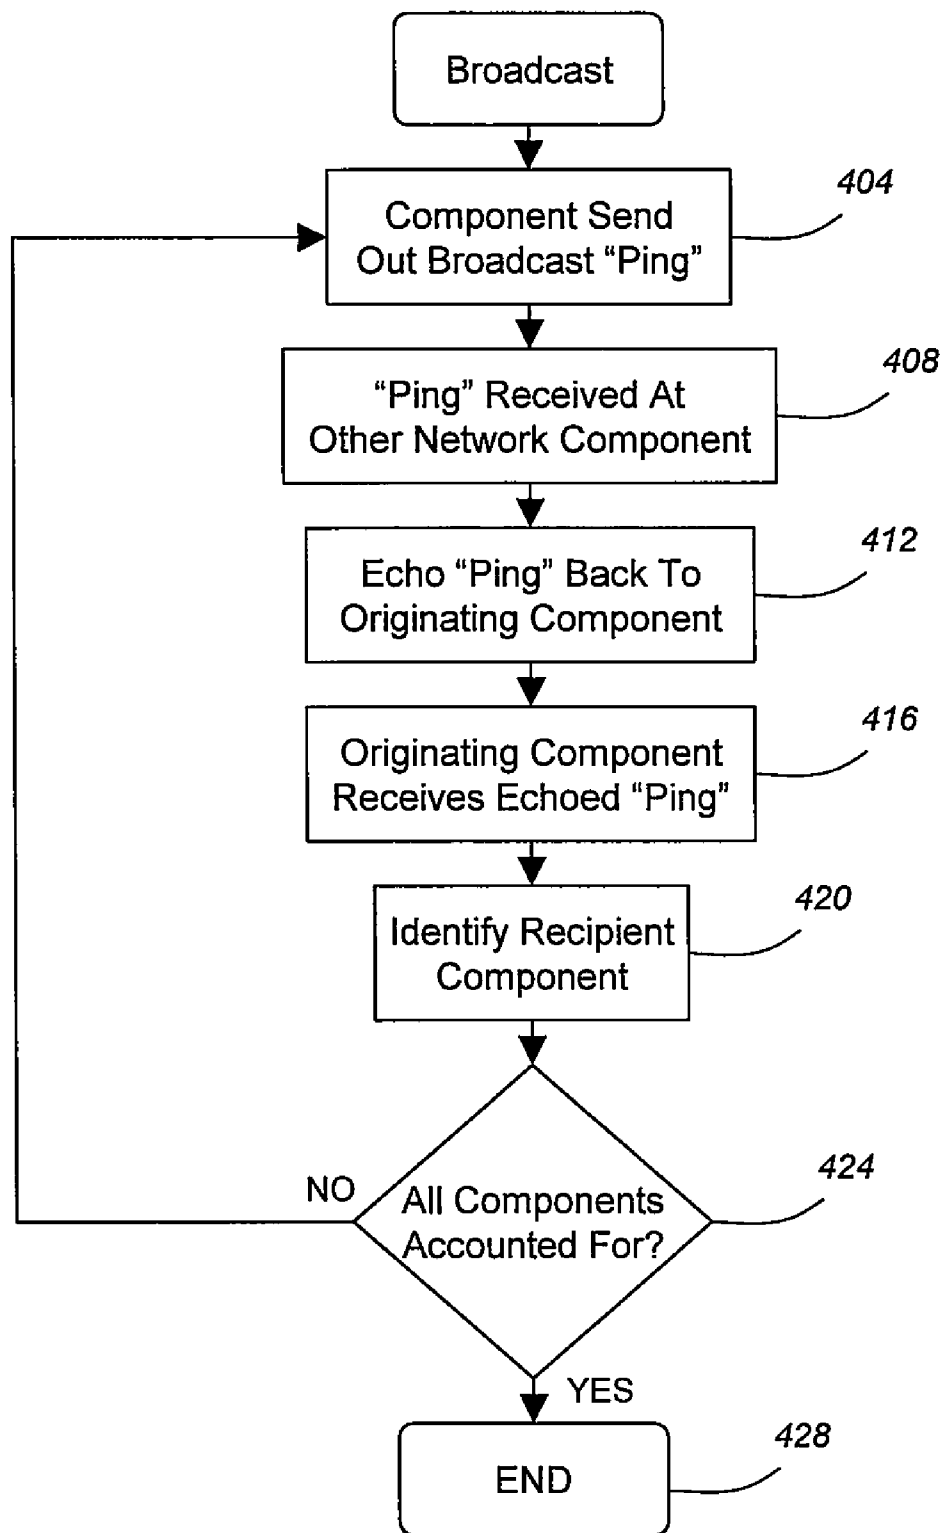 Broadcast
404
Component Send
Out Broadcast “Ping”
408
“Ping” Received At
Other Network Component
412
Echo “Ping” Back To
Originating Component
416
Originating Component
Receives Echoed “Ping”
420
Identify Recipient
Component
424
NO
All Components
Accounted For?
YES
428
END